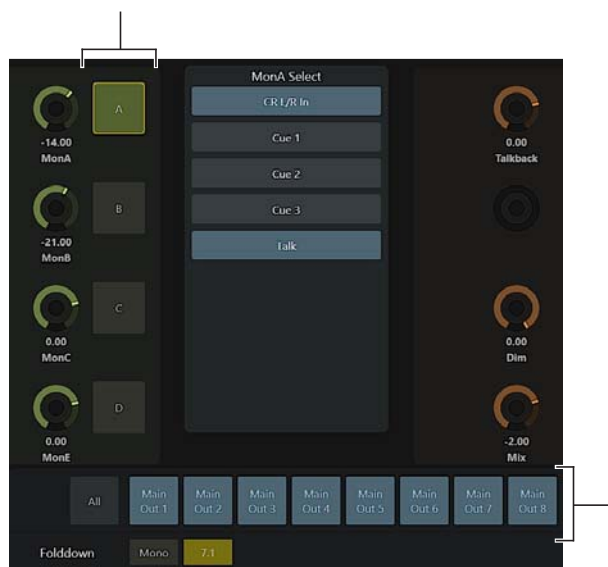 MonA Select
CR L/R In
Cue 1
Cue 2
Cue 3
Talk
A
-14.00
MonA
B
-21.00
MonB
C
0.00
MonC
D
0.00
MonE
0.00
Talkback
0.00
Dim
-2.00
Mix
All
Main Out 1
Main Out 2
Main Out 3
Main Out 4
Main Out 5
Main Out 6
Main Out 7
Main Out 8
Folddown
Mono
7.1